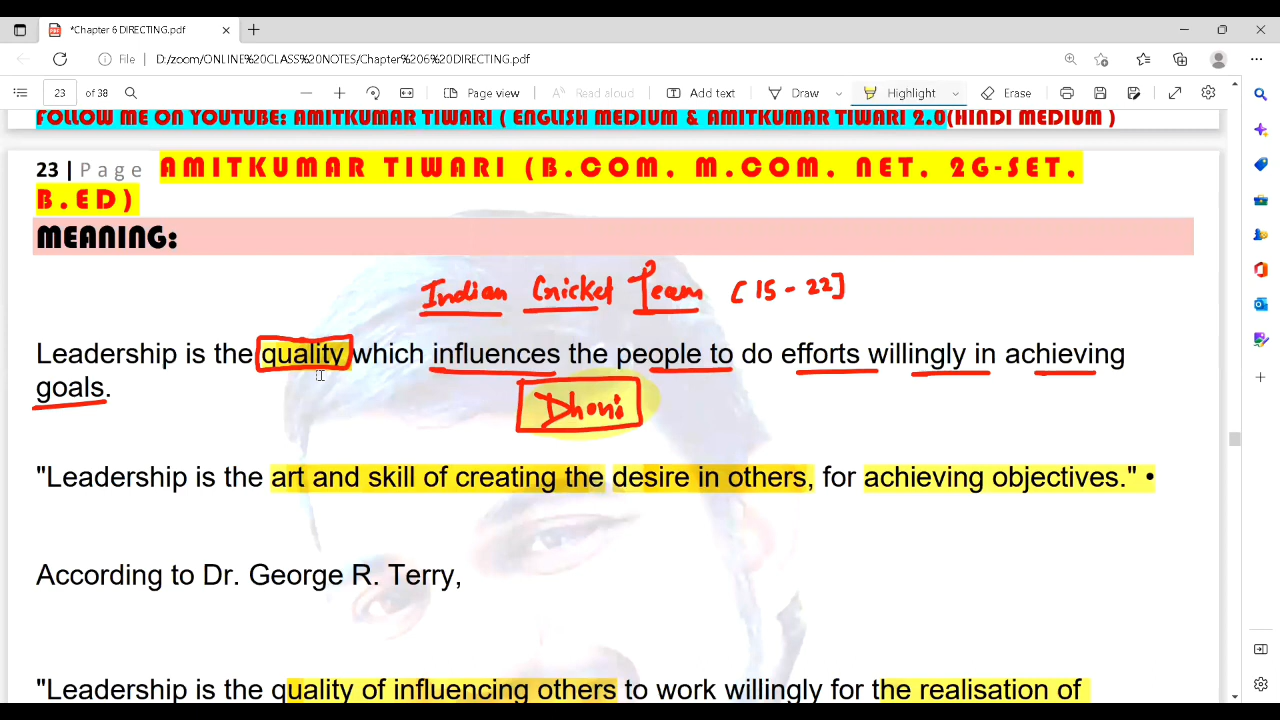 *Chapter 6 DIRECTING.pdf
File D:/zoom/ONLINE%20CLASS%20NOTES/Chapter%206%20DIRECTING.pdf
23 of 38 Page view Read aloud Add text Draw Highlight Erase
FOLLOW ME ON YOUTUBE: AMITKUMAR TIWARI ( ENGLISH MEDIUM & AMITKUMAR TIWARI 2.0(HINDI MEDIUM )
23 | Page AMITKUMAR TIWARI (B.COM. M.COM. NET. 2G-SET.
B.ED)
MEANING:
Indian Cricket Team [15 - 22]
Leadership is the quality which influences the people to do efforts willingly in achieving
goals.
Dhoni
"Leadership is the art and skill of creating the desire in others, for achieving objectives." •
According to Dr. George R. Terry,
"Leadership is the quality of influencing others to work willingly for the realisation of